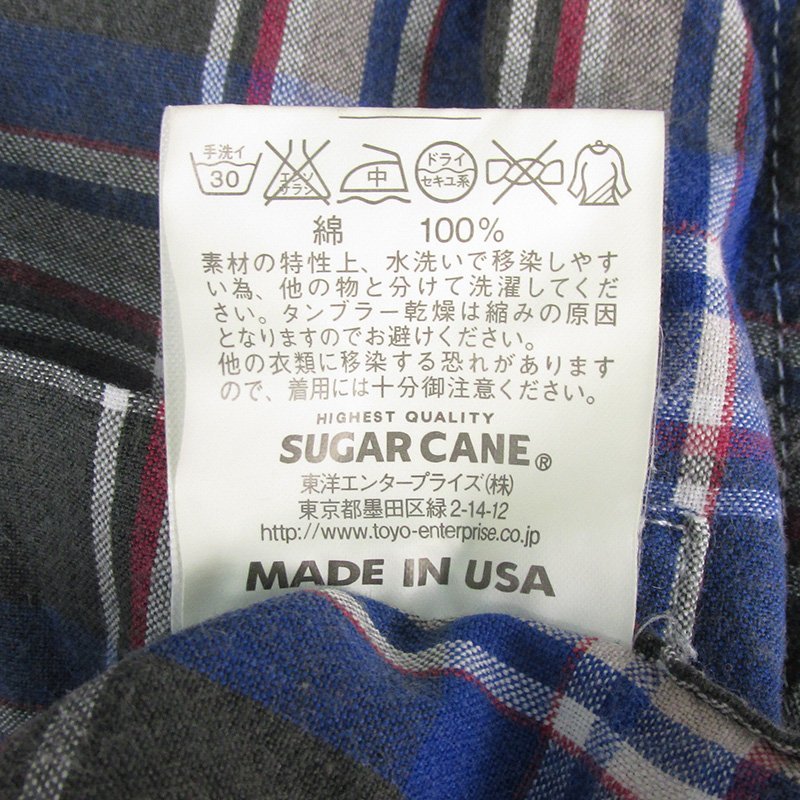 手洗イ エンソ サラシ 中 ドライ
30 セキユ系
綿 100%
素材の特性上、水洗いで移染しやす
い為、他の物と分けて洗濯してくだ
さい。タンブラー乾燥は縮みの原因
となりますのでお避けください。
他の衣類に移染する恐れがあります
ので、着用には十分御注意ください。
HIGHEST QUALITY
SUGAR CANE®
東洋エンタープライズ(株)
東京都墨田区緑2-14-12
http://www.toyo-enterprise.co.jp
MADE IN USA